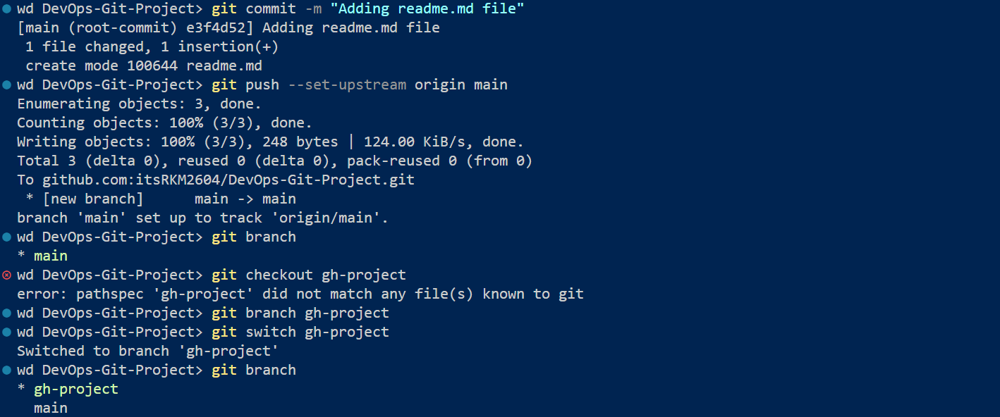 wd DevOps-Git-Project> git commit -m "Adding readme.md file"
[main (root-commit) e3f4d52] Adding readme.md file
 1 file changed, 1 insertion(+)
 create mode 100644 readme.md
wd DevOps-Git-Project> git push --set-upstream origin main
Enumerating objects: 3, done.
Counting objects: 100% (3/3), done.
Writing objects: 100% (3/3), 248 bytes | 124.00 KiB/s, done.
Total 3 (delta 0), reused 0 (delta 0), pack-reused 0 (from 0)
To github.com:itsRKM2604/DevOps-Git-Project.git
 * [new branch]      main -> main
branch 'main' set up to track 'origin/main'.
wd DevOps-Git-Project> git branch
* main
wd DevOps-Git-Project> git checkout gh-project
error: pathspec 'gh-project' did not match any file(s) known to git
wd DevOps-Git-Project> git branch gh-project
wd DevOps-Git-Project> git switch gh-project
Switched to branch 'gh-project'
wd DevOps-Git-Project> git branch
* gh-project
  main